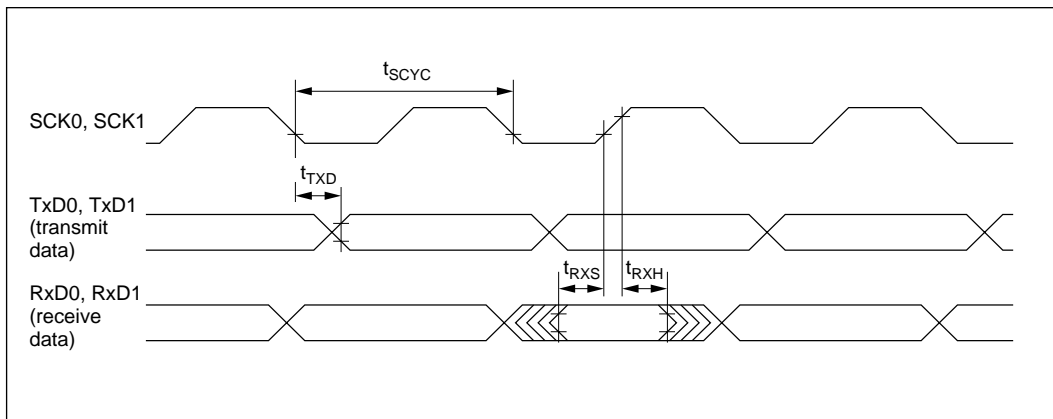 tSCYC
SCK0, SCK1
tTXD
TxD0, TxD1
(transmit
data)
tRXS
tRXH
RxD0, RxD1
(receive
data)